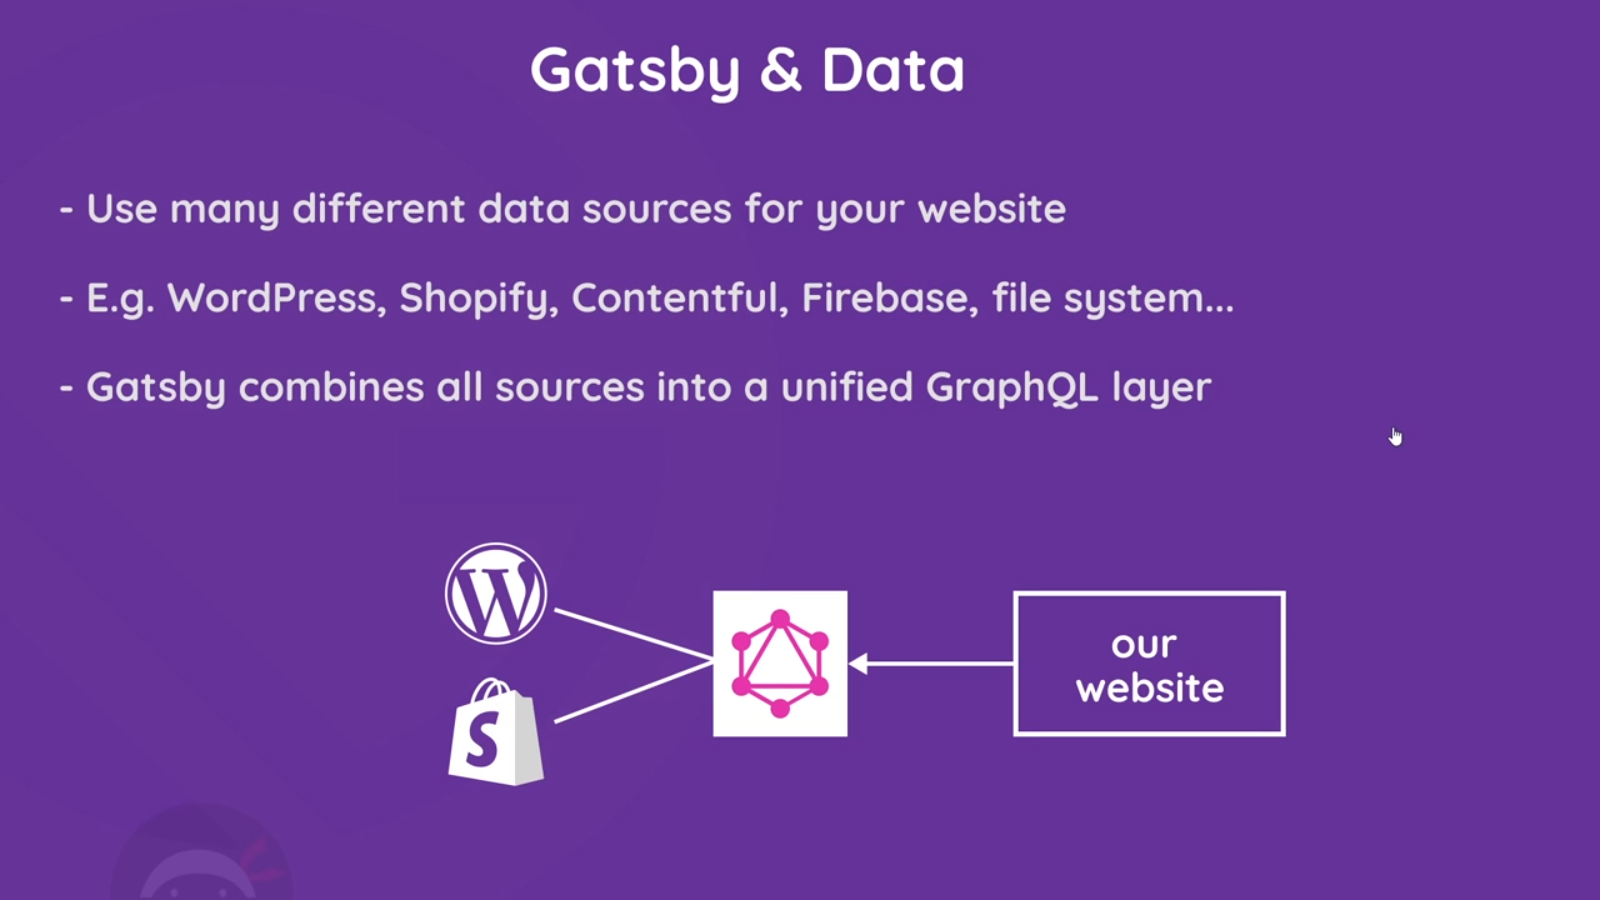 Gatsby & Data
- Use many different data sources for your website
- E.g. WordPress, Shopify, Contentful, Firebase, file system...
- Gatsby combines all sources into a unified GraphQL layer
W
S
our
website